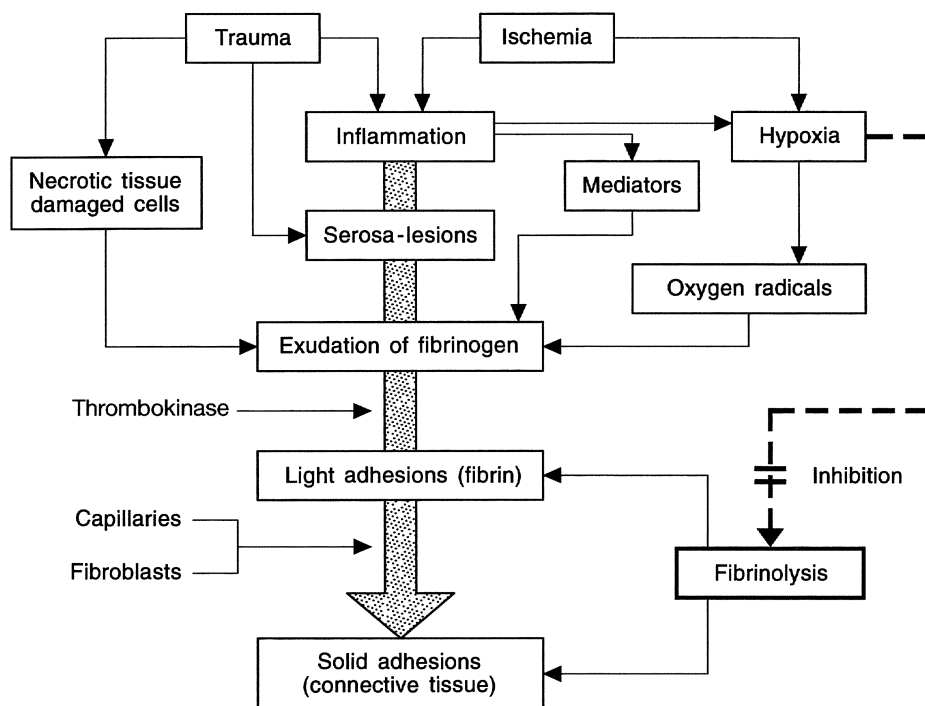 Trauma
Ischemia
Inflammation
Hypoxia
Necrotic tissue
damaged cells
Mediators
Serosa-lesions
Oxygen radicals
Exudation of fibrinogen
Thrombokinase
Light adhesions (fibrin)
Inhibition
Capillaries
Fibroblasts
Fibrinolysis
Solid adhesions
(connective tissue)